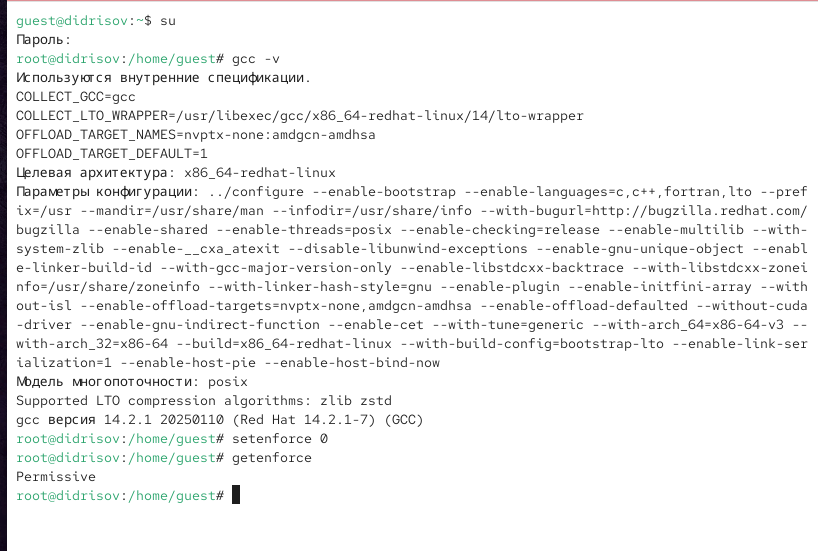 guest@didrisov:~$ su
Пароль:
root@didrisov:/home/guest# gcc -v
Используются внутренние спецификации.
COLLECT_GCC=gcc
COLLECT_LTO_WRAPPER=/usr/libexec/gcc/x86_64-redhat-linux/14/lto-wrapper
OFFLOAD_TARGET_NAMES=nvptx-none:amdgcn-amdhsa
OFFLOAD_TARGET_DEFAULT=1
Целевая архитектура: x86_64-redhat-linux
Параметры конфигурации: ../configure --enable-bootstrap --enable-languages=c,c++,fortran,lto --pref
ix=/usr --mandir=/usr/share/man --infodir=/usr/share/info --with-bugurl=http://bugzilla.redhat.com/
bugzilla --enable-shared --enable-threads=posix --enable-checking=release --enable-multilib --with-
system-zlib --enable-__cxa_atexit --disable-libunwind-exceptions --enable-gnu-unique-object --enabl
e-linker-build-id --with-gcc-major-version-only --enable-libstdcxx-backtrace --with-libstdcxx-zonei
nfo=/usr/share/zoneinfo --with-linker-hash-style=gnu --enable-plugin --enable-initfini-array --with
out-isl --enable-offload-targets=nvptx-none,amdgcn-amdhsa --enable-offload-defaulted --without-cuda
-driver --enable-gnu-indirect-function --enable-cet --with-tune=generic --with-arch_64=x86-64-v3 --
with-arch_32=x86-64 --build=x86_64-redhat-linux --with-build-config=bootstrap-lto --enable-link-ser
ialization=1 --enable-host-pie --enable-host-bind-now
Модель многопоточности: posix
Supported LTO compression algorithms: zlib zstd
gcc версия 14.2.1 20250110 (Red Hat 14.2.1-7) (GCC)
root@didrisov:/home/guest# setenforce 0
root@didrisov:/home/guest# getenforce
Permissive
root@didrisov:/home/guest#